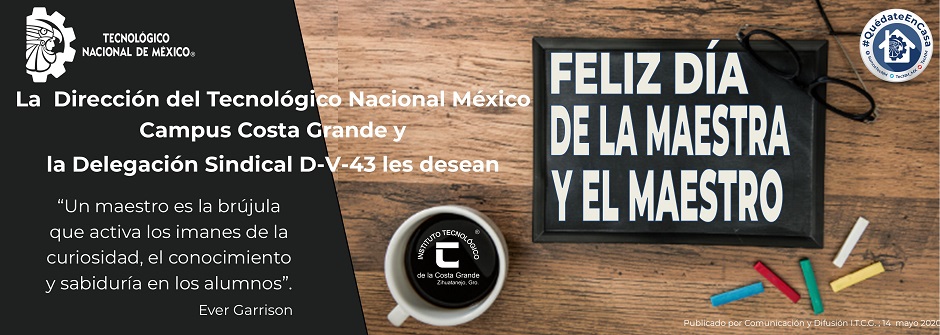 TECNOLÓGICO
NACIONAL DE MÉXICO®
La Dirección del Tecnológico Nacional México
Campus Costa Grande y
la Delegación Sindical D-V-43 les desean
“Un maestro es la brújula
que activa los imanes de la
curiosidad, el conocimiento
y sabiduría en los alumnos”.
Ever Garrison
INSTITUTO TECNOLÓGICO ®
de la Costa Grande
Zihuatanejo, Gro.
FELIZ DÍA
DE LA MAESTRA
Y EL MAESTRO
#QuédateEnCasa
Publicado por Comunicación y Difusión I.T.C.G., 14 mayo 2020